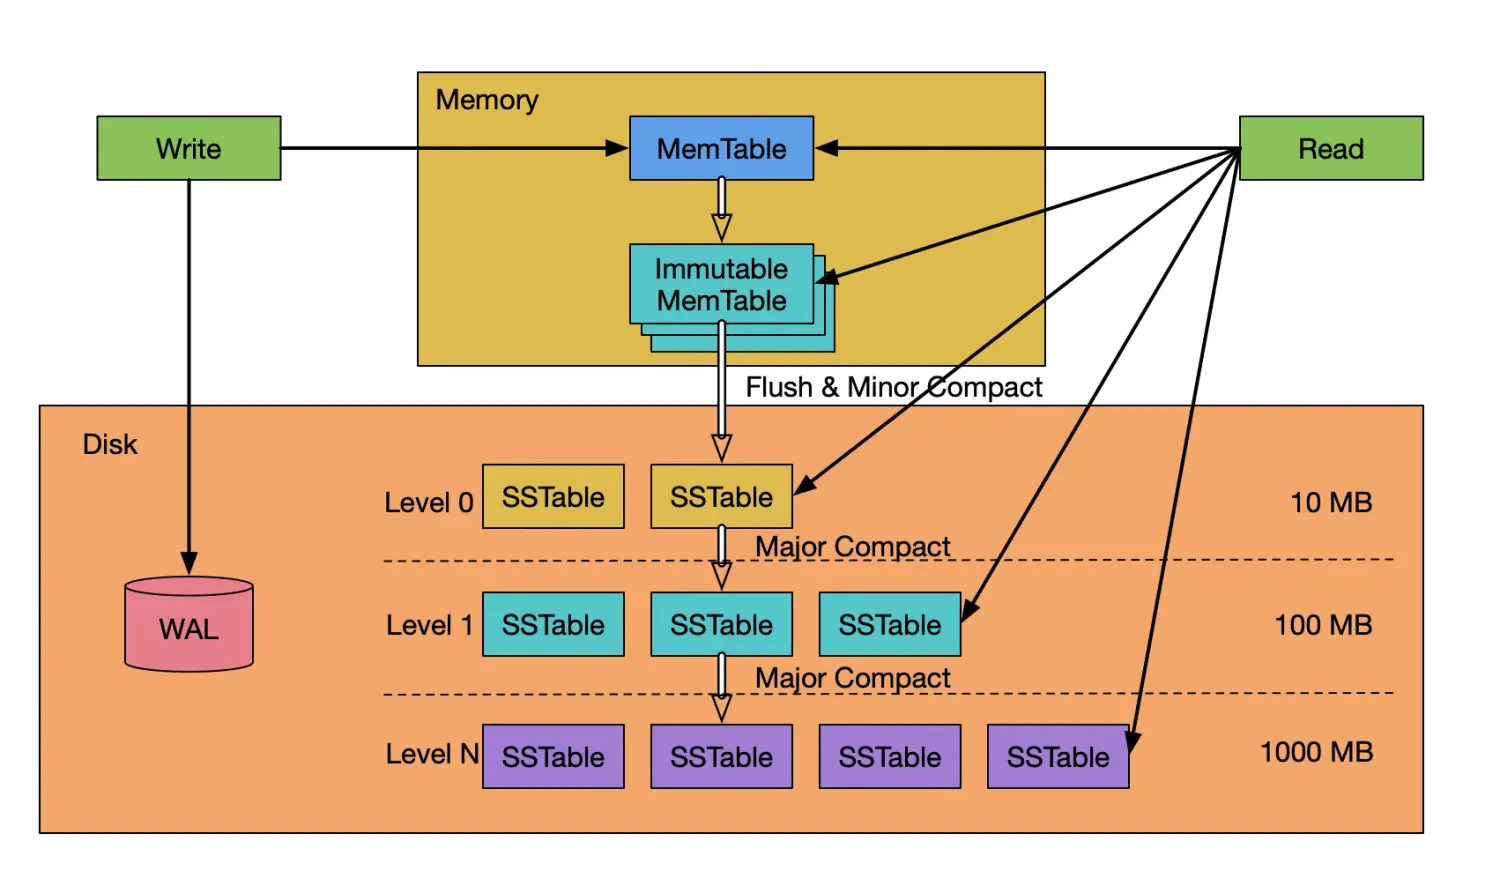 Memory
Write
MemTable
Read
Immutable
MemTable
Flush & Minor Compact
Disk
Level 0
SSTable
SSTable
10 MB
Major Compact
WAL
Level 1
SSTable
SSTable
SSTable
100 MB
Major Compact
Level N
SSTable
SSTable
SSTable
SSTable
1000 MB